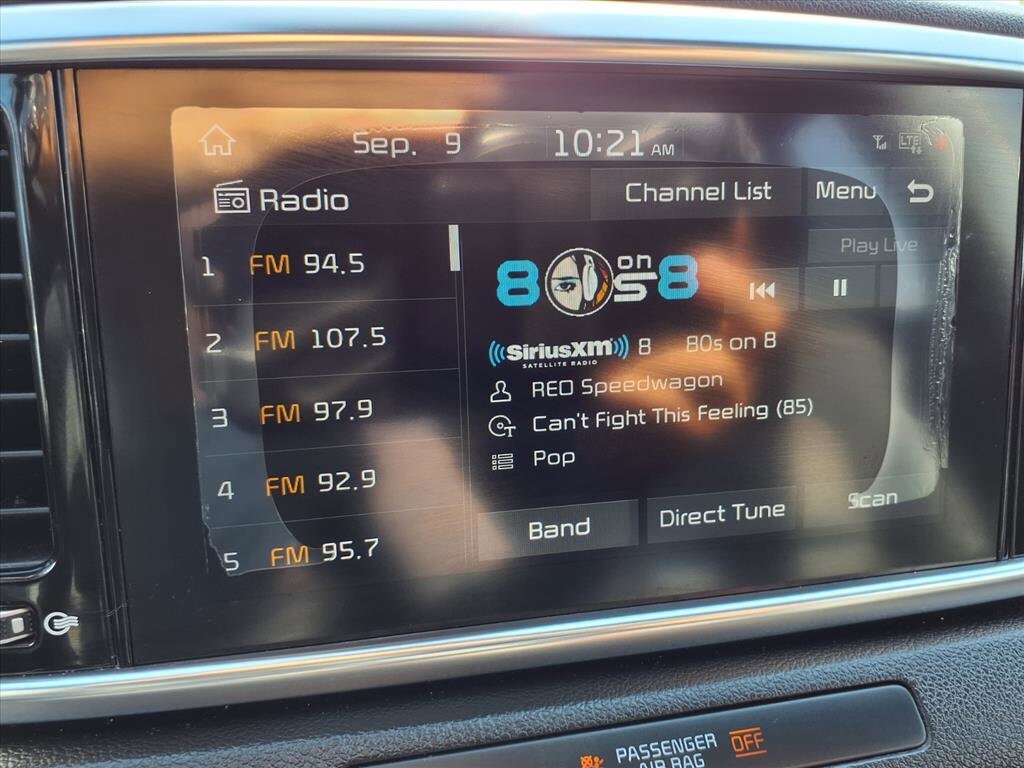 Sep. 9 10:21 AM LTE
Radio Channel List Menu
Play Live
1 FM 94.5
2 FM 107.5
3 FM 97.9
4 FM 92.9
5 FM 95.7
80s on 8
SiriusXM 8 80s on 8
SATELLITE RADIO
REO Speedwagon
Can't Fight This Feeling (85)
Pop
Band Direct Tune Scan
PASSENGER OFF
AIR BAG